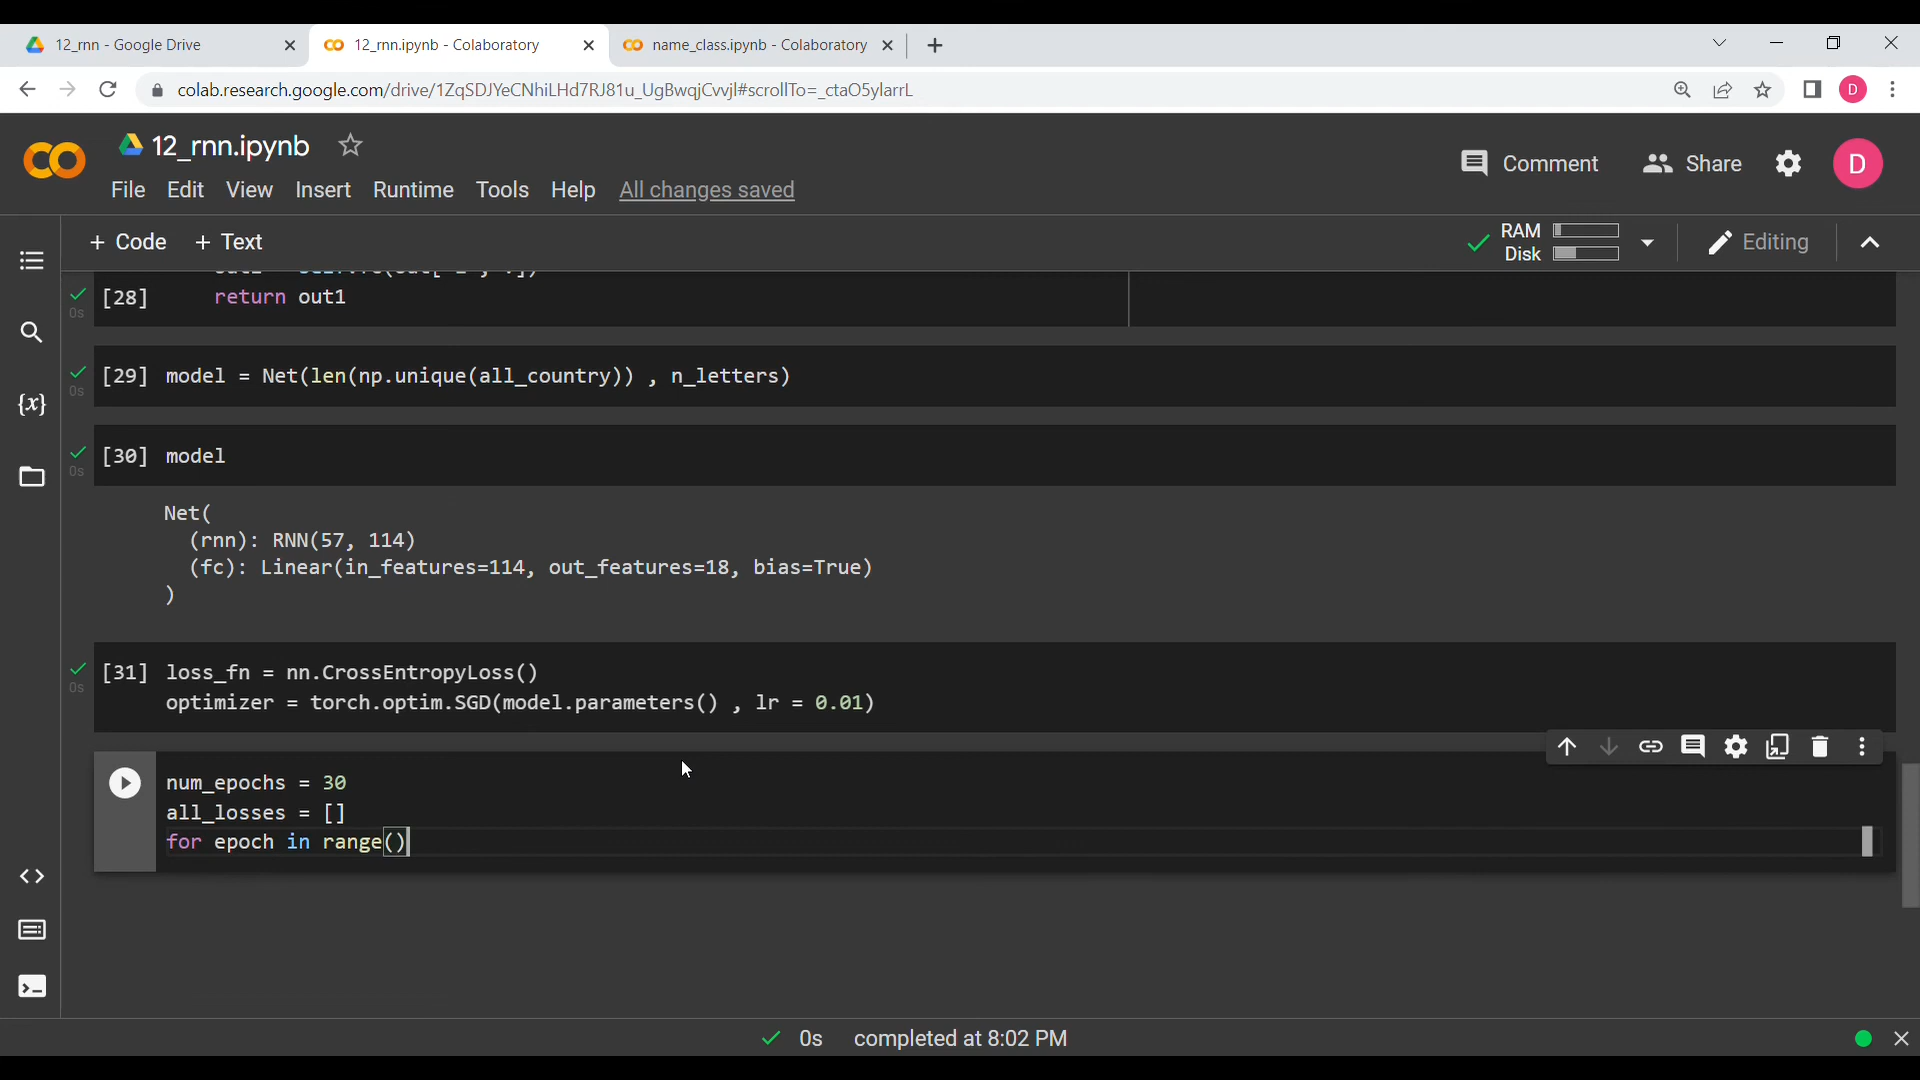 12_rnn - Google Drive
12_rnn.ipynb - Colaboratory
name_class.ipynb - Colaboratory
colab.research.google.com/drive/1ZqSDJYeCNhiLHd7RJ81u_UgBwqjCvvjl#scrollTo=_ctaO5ylarrL
D
12_rnn.ipynb
Comment
Share
D
File Edit View Insert Runtime Tools Help All changes saved
+ Code + Text
RAM
Disk
Editing
[28] return out1
0s
[29] model = Net(len(np.unique(all_country)) , n_letters)
0s
{x}
[30] model
0s
Net(
(rnn): RNN(57, 114)
(fc): Linear(in_features=114, out_features=18, bias=True)
)
[31] loss_fn = nn.CrossEntropyLoss()
0s
optimizer = torch.optim.SGD(model.parameters() , lr = 0.01)
num_epochs = 30
all_losses = []
for epoch in range()
0s completed at 8:02 PM